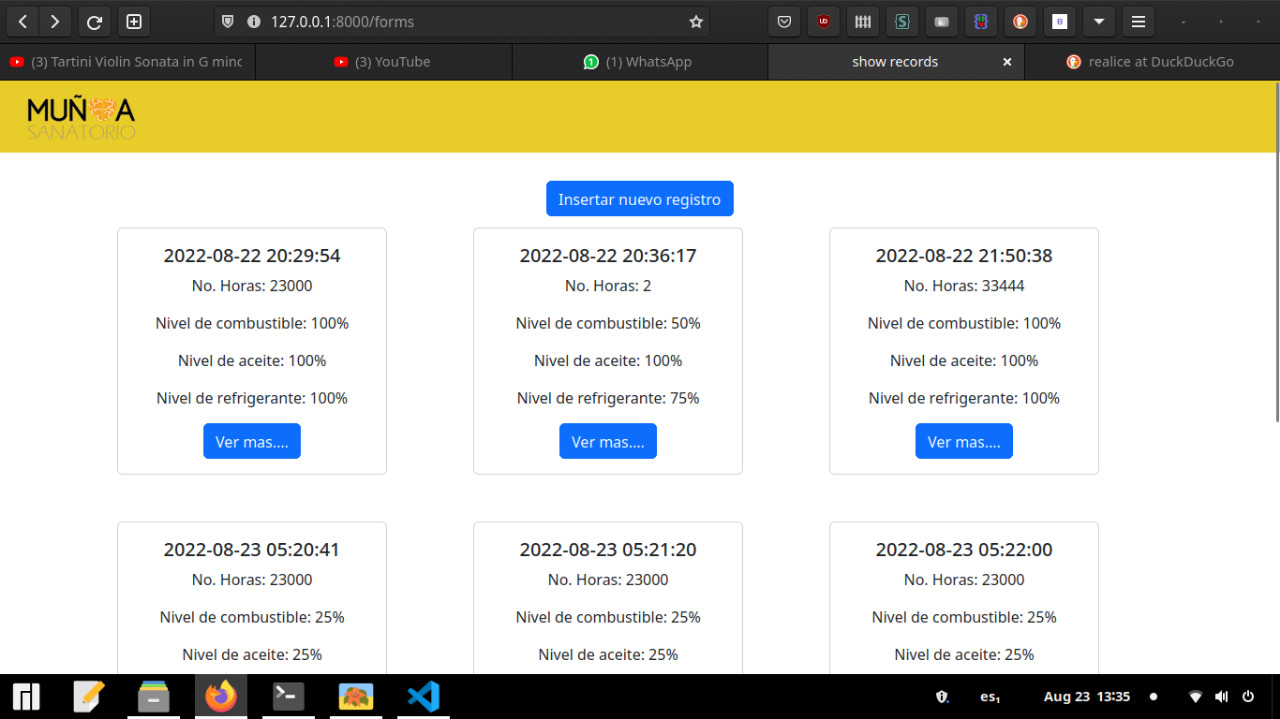 127.0.0.1:8000/forms
(3) Tartini Violin Sonata in G minc
(3) YouTube
(1) WhatsApp
show records
realice at DuckDuckGo
MUÑOA
SANATORIO
Insertar nuevo registro
2022-08-22 20:29:54
No. Horas: 23000
Nivel de combustible: 100%
Nivel de aceite: 100%
Nivel de refrigerante: 100%
Ver mas....
2022-08-22 20:36:17
No. Horas: 2
Nivel de combustible: 50%
Nivel de aceite: 100%
Nivel de refrigerante: 75%
Ver mas....
2022-08-22 21:50:38
No. Horas: 33444
Nivel de combustible: 100%
Nivel de aceite: 100%
Nivel de refrigerante: 100%
Ver mas....
2022-08-23 05:20:41
No. Horas: 23000
Nivel de combustible: 25%
Nivel de aceite: 25%
2022-08-23 05:21:20
No. Horas: 23000
Nivel de combustible: 25%
Nivel de aceite: 25%
2022-08-23 05:22:00
No. Horas: 23000
Nivel de combustible: 25%
Nivel de aceite: 25%
es₁
Aug 23 13:35